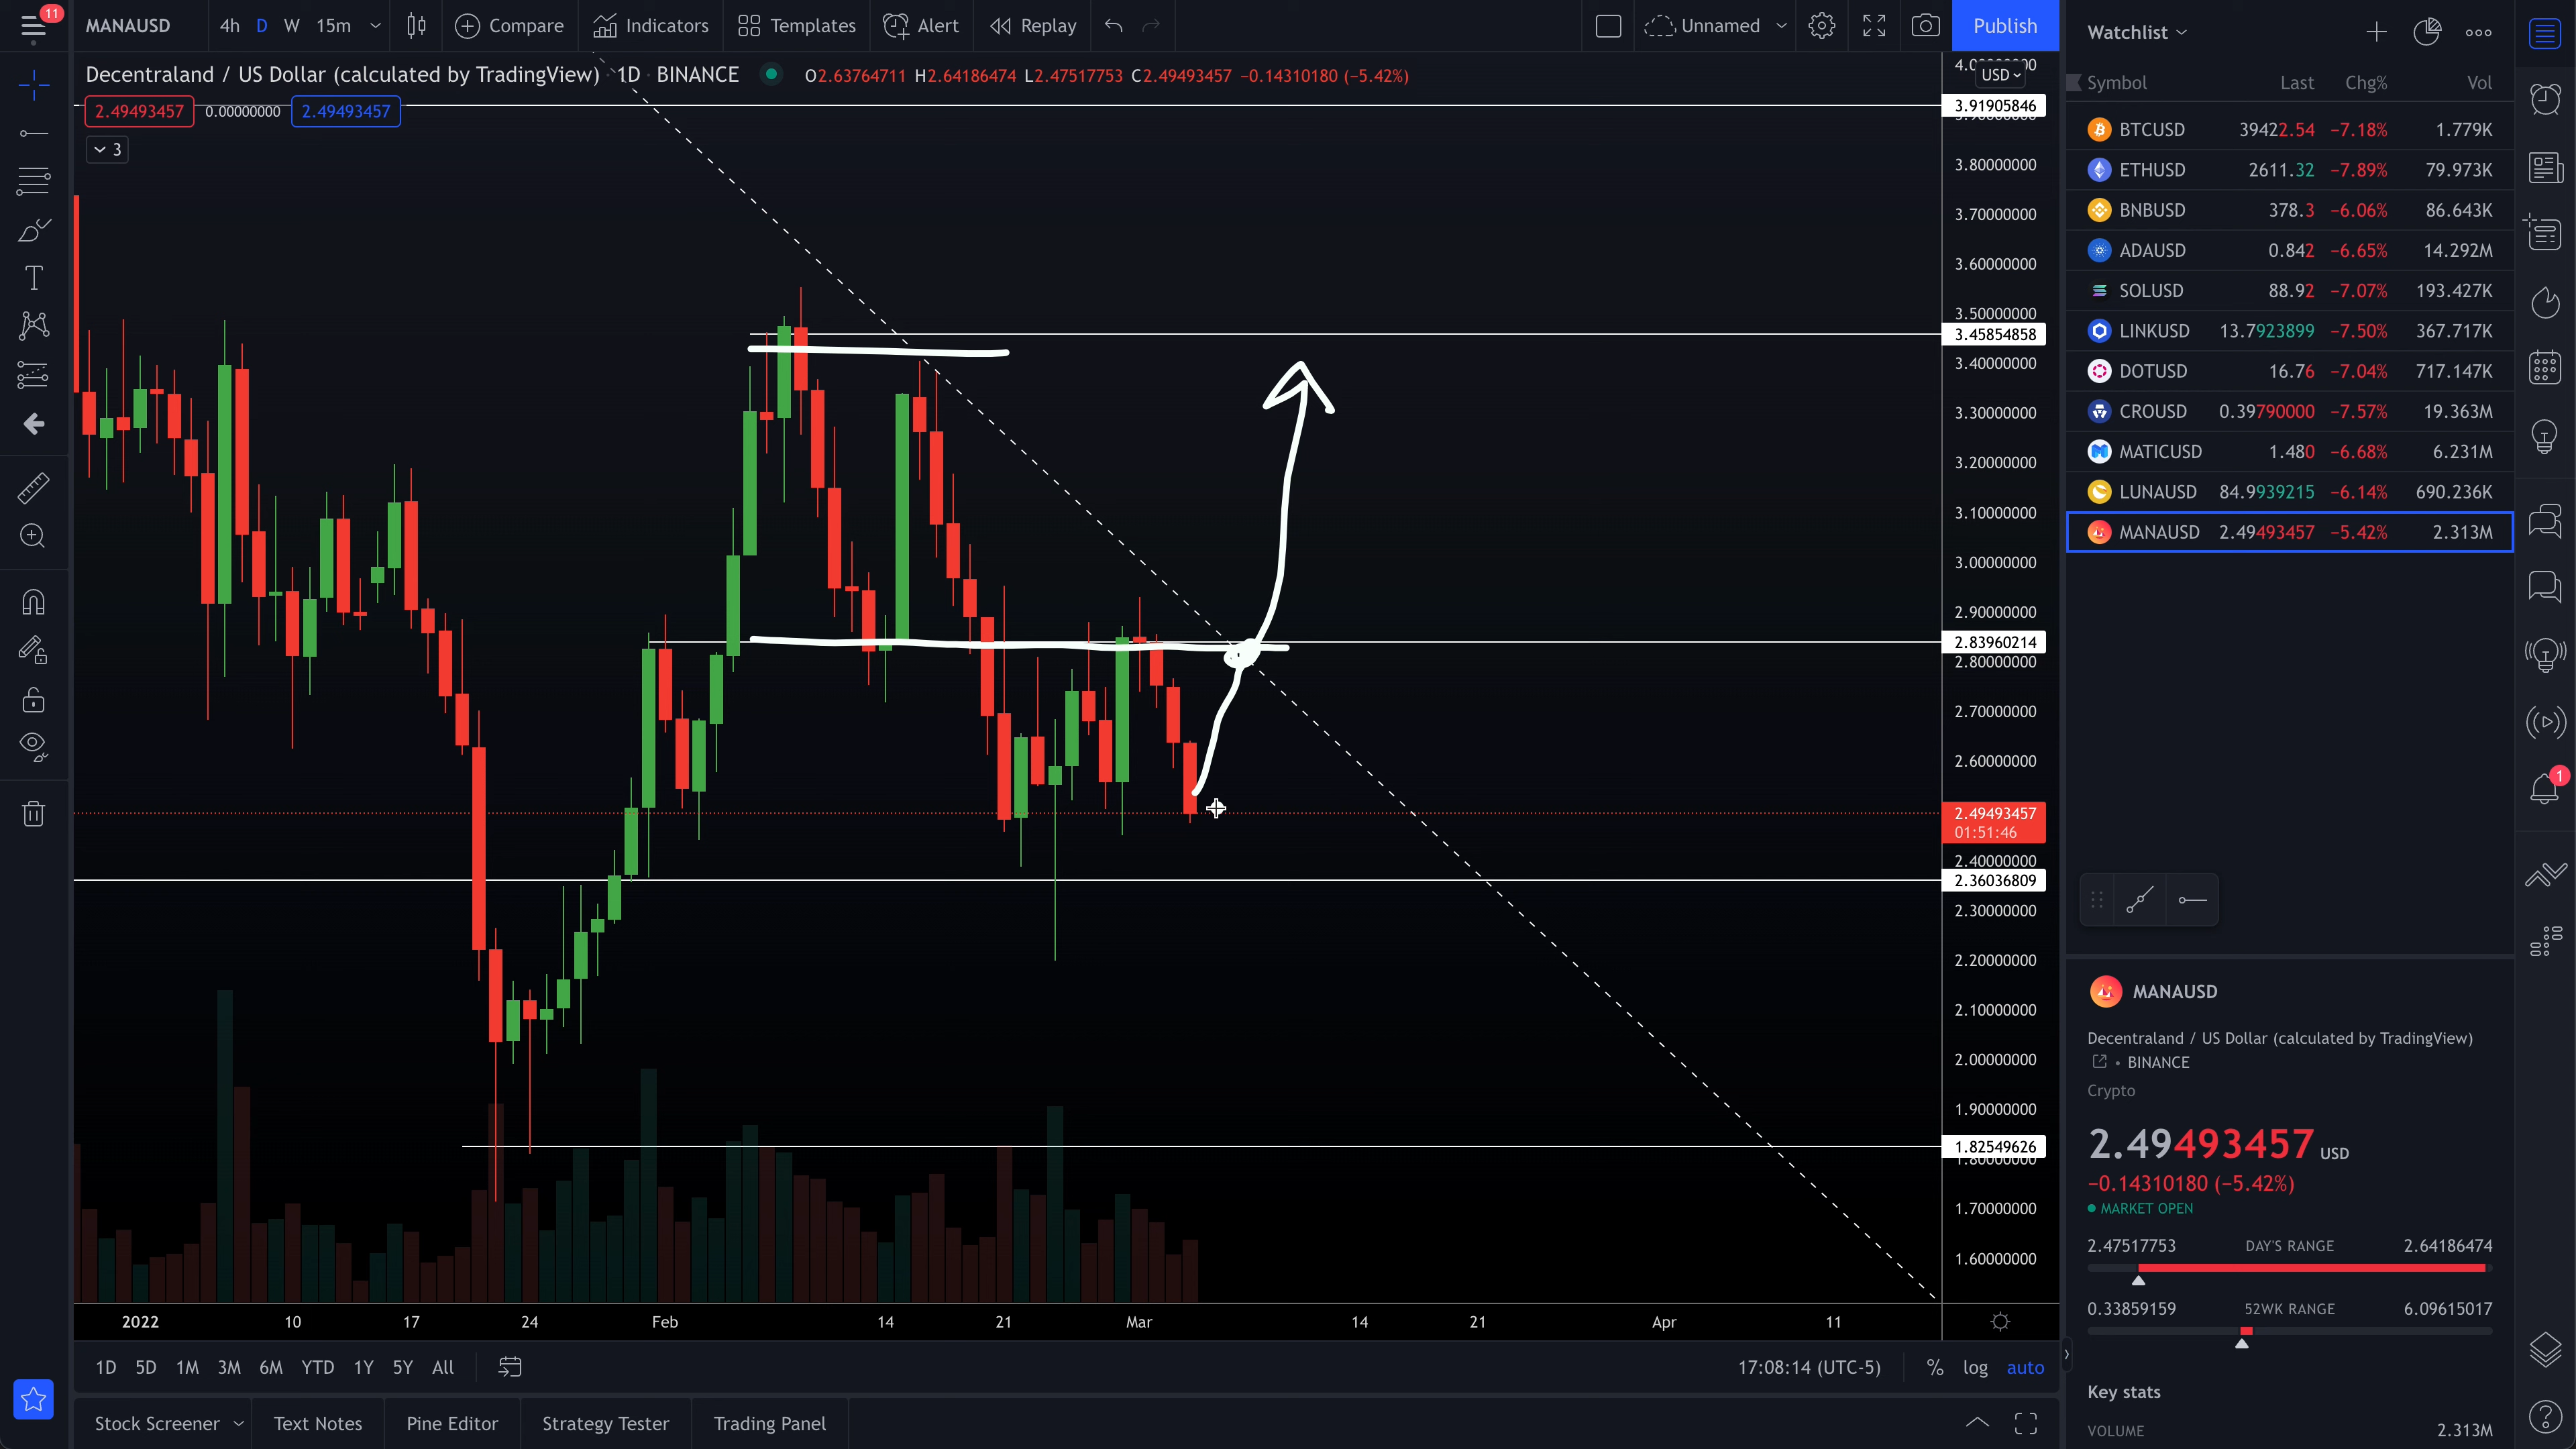 11
MANAUSD 4h D W 15m Compare Indicators Templates Alert Replay Unnamed Publish
Decentraland / US Dollar (calculated by TradingView) · 1D · BINANCE O2.63764711 H2.64186474 L2.47517753 C2.49493457 −0.14310180 (−5.42%)
2.49493457 0.00000000 2.49493457
3
USD
3.91905846
3.80000000
3.70000000
3.60000000
3.50000000
3.45854858
3.40000000
3.30000000
3.20000000
3.10000000
3.00000000
2.90000000
2.83960214
2.80000000
2.70000000
2.60000000
2.49493457
01:51:46
2.40000000
2.36036809
2.30000000
2.20000000
2.10000000
2.00000000
1.90000000
1.82549626
1.70000000
1.60000000
2022 10 17 24 Feb 14 21 Mar 14 21 Apr 11
1D 5D 1M 3M 6M YTD 1Y 5Y All 17:08:14 (UTC-5) % log auto
Stock Screener Text Notes Pine Editor Strategy Tester Trading Panel
Watchlist
Symbol Last Chg% Vol
BTCUSD 39422.54 −7.18% 1.779K
ETHUSD 2611.32 −7.89% 79.973K
BNBUSD 378.3 −6.06% 86.643K
ADAUSD 0.842 −6.65% 14.292M
SOLUSD 88.92 −7.07% 193.427K
LINKUSD 13.7923899 −7.50% 367.717K
DOTUSD 16.76 −7.04% 717.147K
CROUSD 0.39790000 −7.57% 19.363M
MATICUSD 1.480 −6.68% 6.231M
LUNAUSD 84.9939215 −6.14% 690.236K
MANAUSD 2.49493457 −5.42% 2.313M
1
MANAUSD
Decentraland / US Dollar (calculated by TradingView)
• BINANCE
Crypto
2.49493457 USD
−0.14310180 (−5.42%)
MARKET OPEN
2.47517753 DAY'S RANGE 2.64186474
0.33859159 52WK RANGE 6.09615017
Key stats
VOLUME 2.313M